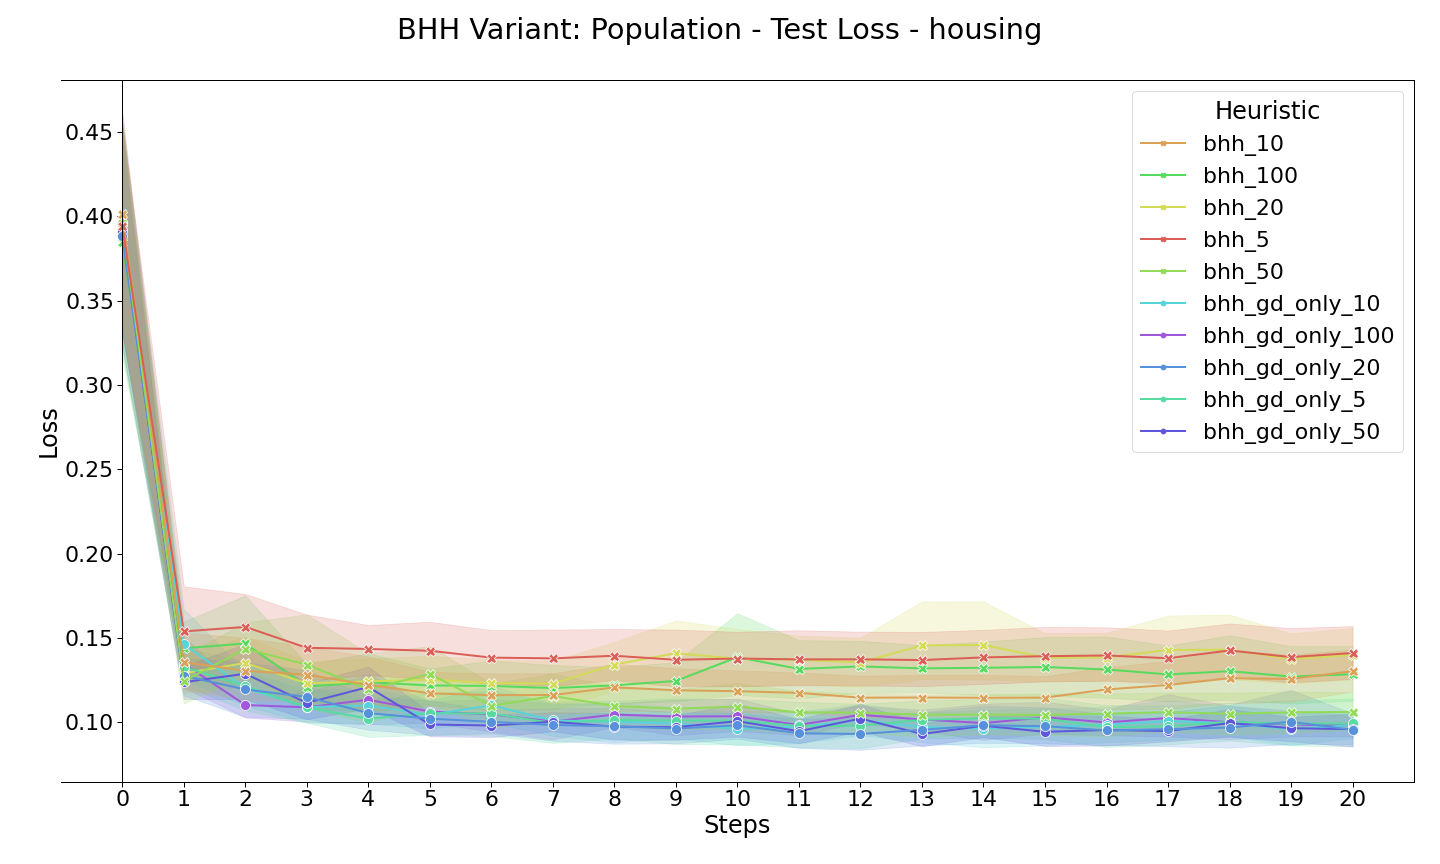 BHH Variant: Population - Test Loss - housing
Heuristic
bhh_10
bhh_100
bhh_20
bhh_5
bhh_50
bhh_gd_only_10
bhh_gd_only_100
bhh_gd_only_20
bhh_gd_only_5
bhh_gd_only_50
Loss
0.45
0.40
0.35
0.30
0.25
0.20
0.15
0.10
0 1 2 3 4 5 6 7 8 9 10 11 12 13 14 15 16 17 18 19 20
Steps